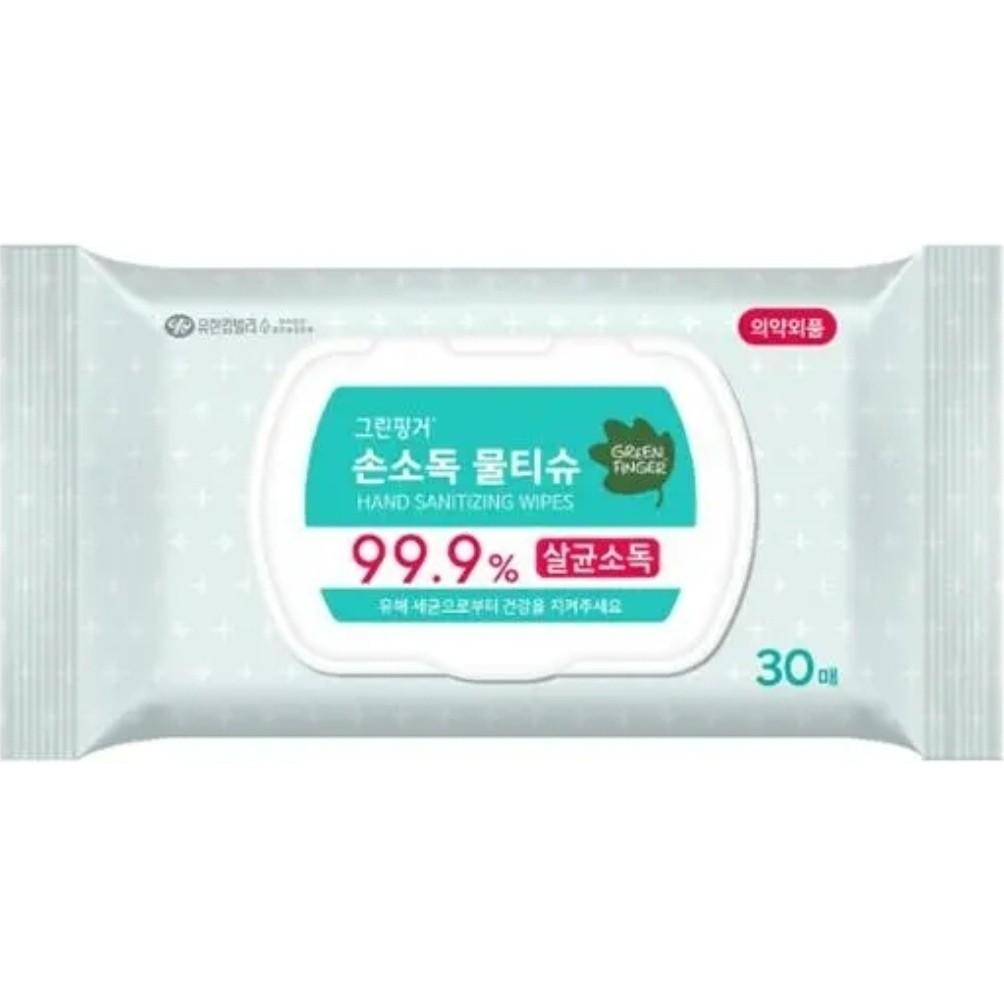 유한킴벌리
의약외품
그린핑거
손소독 물티슈
HAND SANITIZING WIPES
GREEN
FINGER
99.9% 살균소독
유해 세균으로부터 건강을 지켜주세요
30매